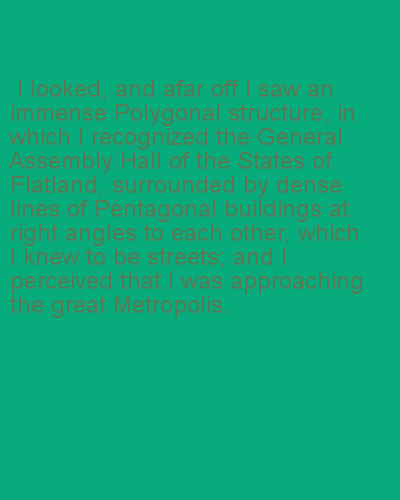 I looked, and afar off I saw an
immense Polygonal structure, in
which I recognized the General
Assembly Hall of the States of
Flatland, surrounded by dense
lines of Pentagonal buildings at
right angles to each other, which
I knew to be streets; and I
perceived that I was approaching
the great Metropolis.